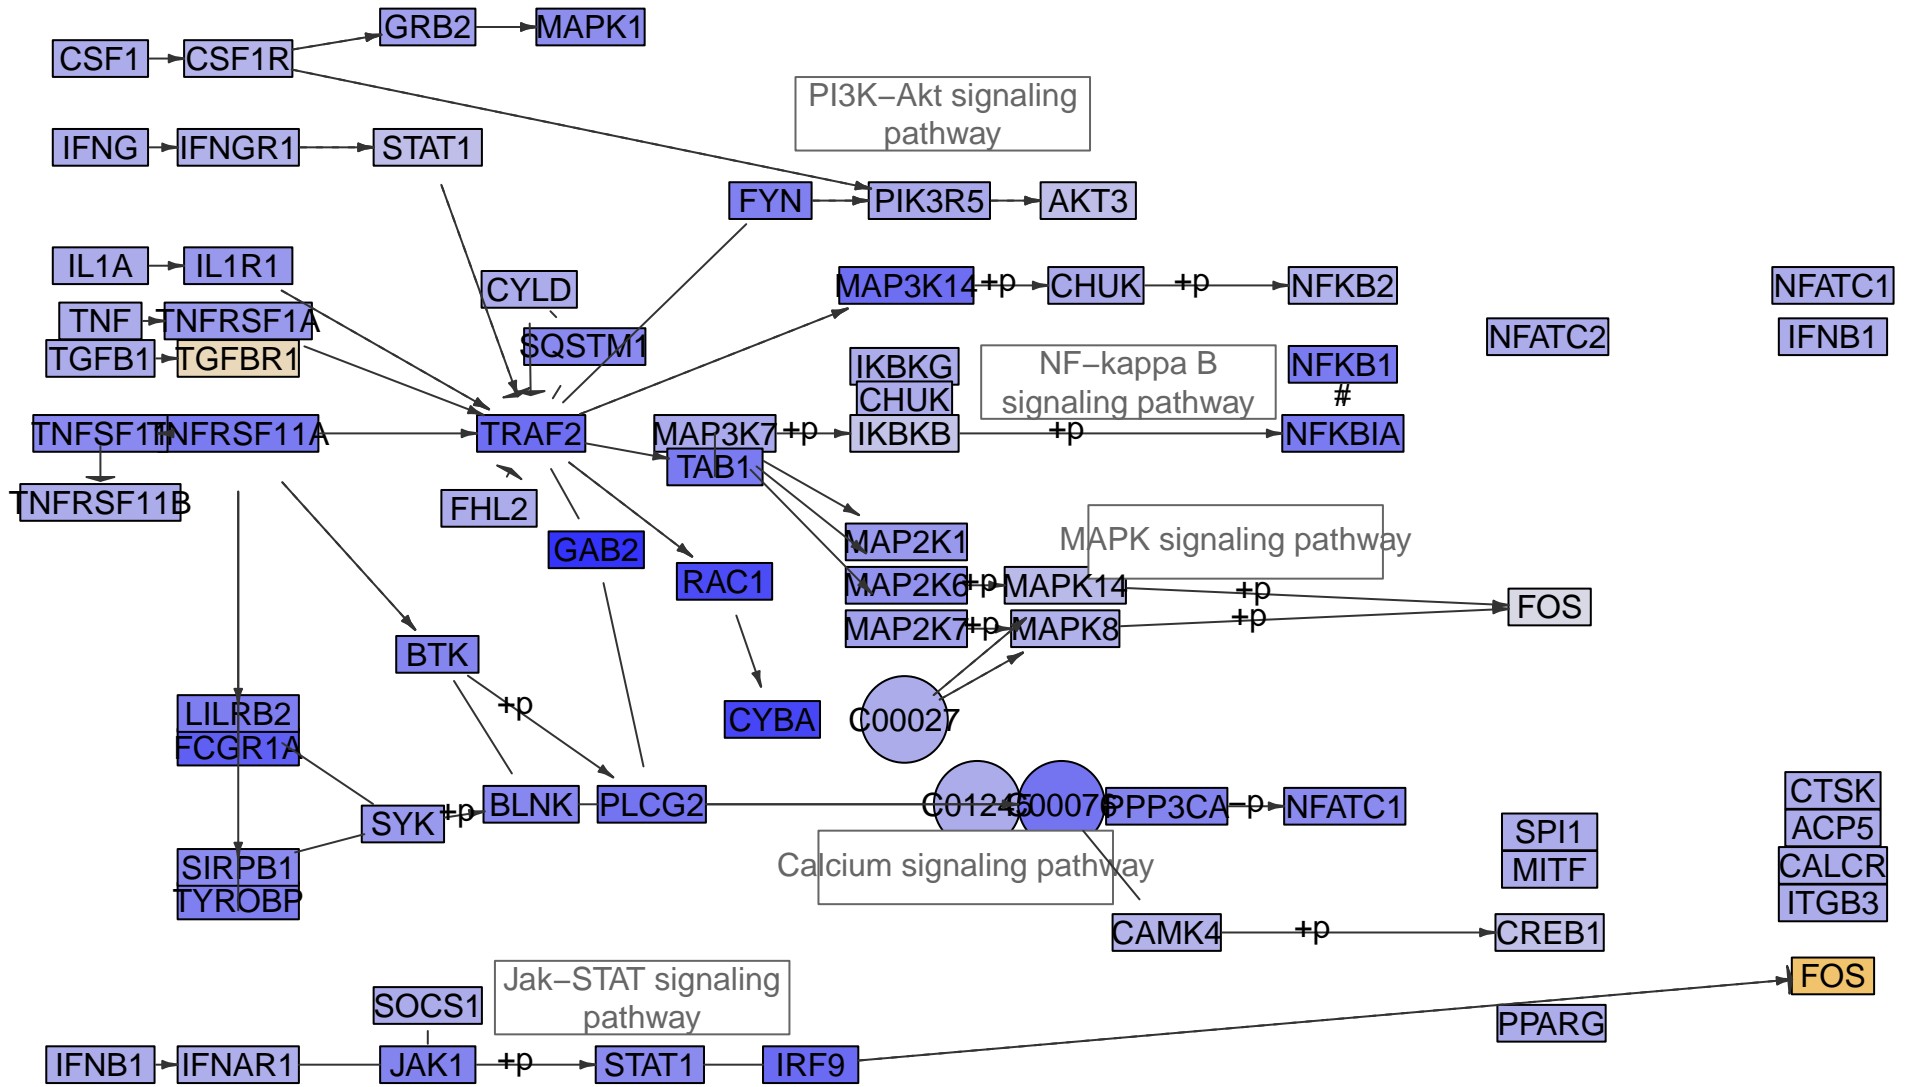 GRB2
MAPK1
CSF1
CSF1R
PI3K−Akt signaling
pathway
IFNG
IFNGR1
STAT1
FYN
PIK3R5
AKT3
IL1A
IL1R1
CYLD
MAP3K14
+p
CHUK
+p
NFKB2
NFATC1
TNF
TNFRSF1A
SQSTM1
NFATC2
IFNB1
TGFB1
TGFBR1
IKBKG
NF−kappa B
signaling pathway
NFKB1
CHUK
#
TNFRSF11A
TRAF2
MAP3K7
+p
IKBKB
+p
NFKBIA
TAB1
TNFRSF11B
FHL2
GAB2
MAP2K1
MAPK signaling pathway
RAC1
MAP2K6
+p
MAPK14
+p
FOS
MAP2K7
+p
MAPK8
+p
BTK
+p
LILRB2
CYBA
C00027
FCGR1A
SYK
+p
BLNK
PLCG2
C01245
C00076
PPP3CA
−p
NFATC1
CTSK
ACP5
SPI1
MITF
CALCR
ITGB3
Calcium signaling pathway
SIRPB1
TYROBP
CAMK4
+p
CREB1
Jak−STAT signaling
pathway
FOS
SOCS1
PPARG
IFNB1
IFNAR1
JAK1
+p
STAT1
IRF9